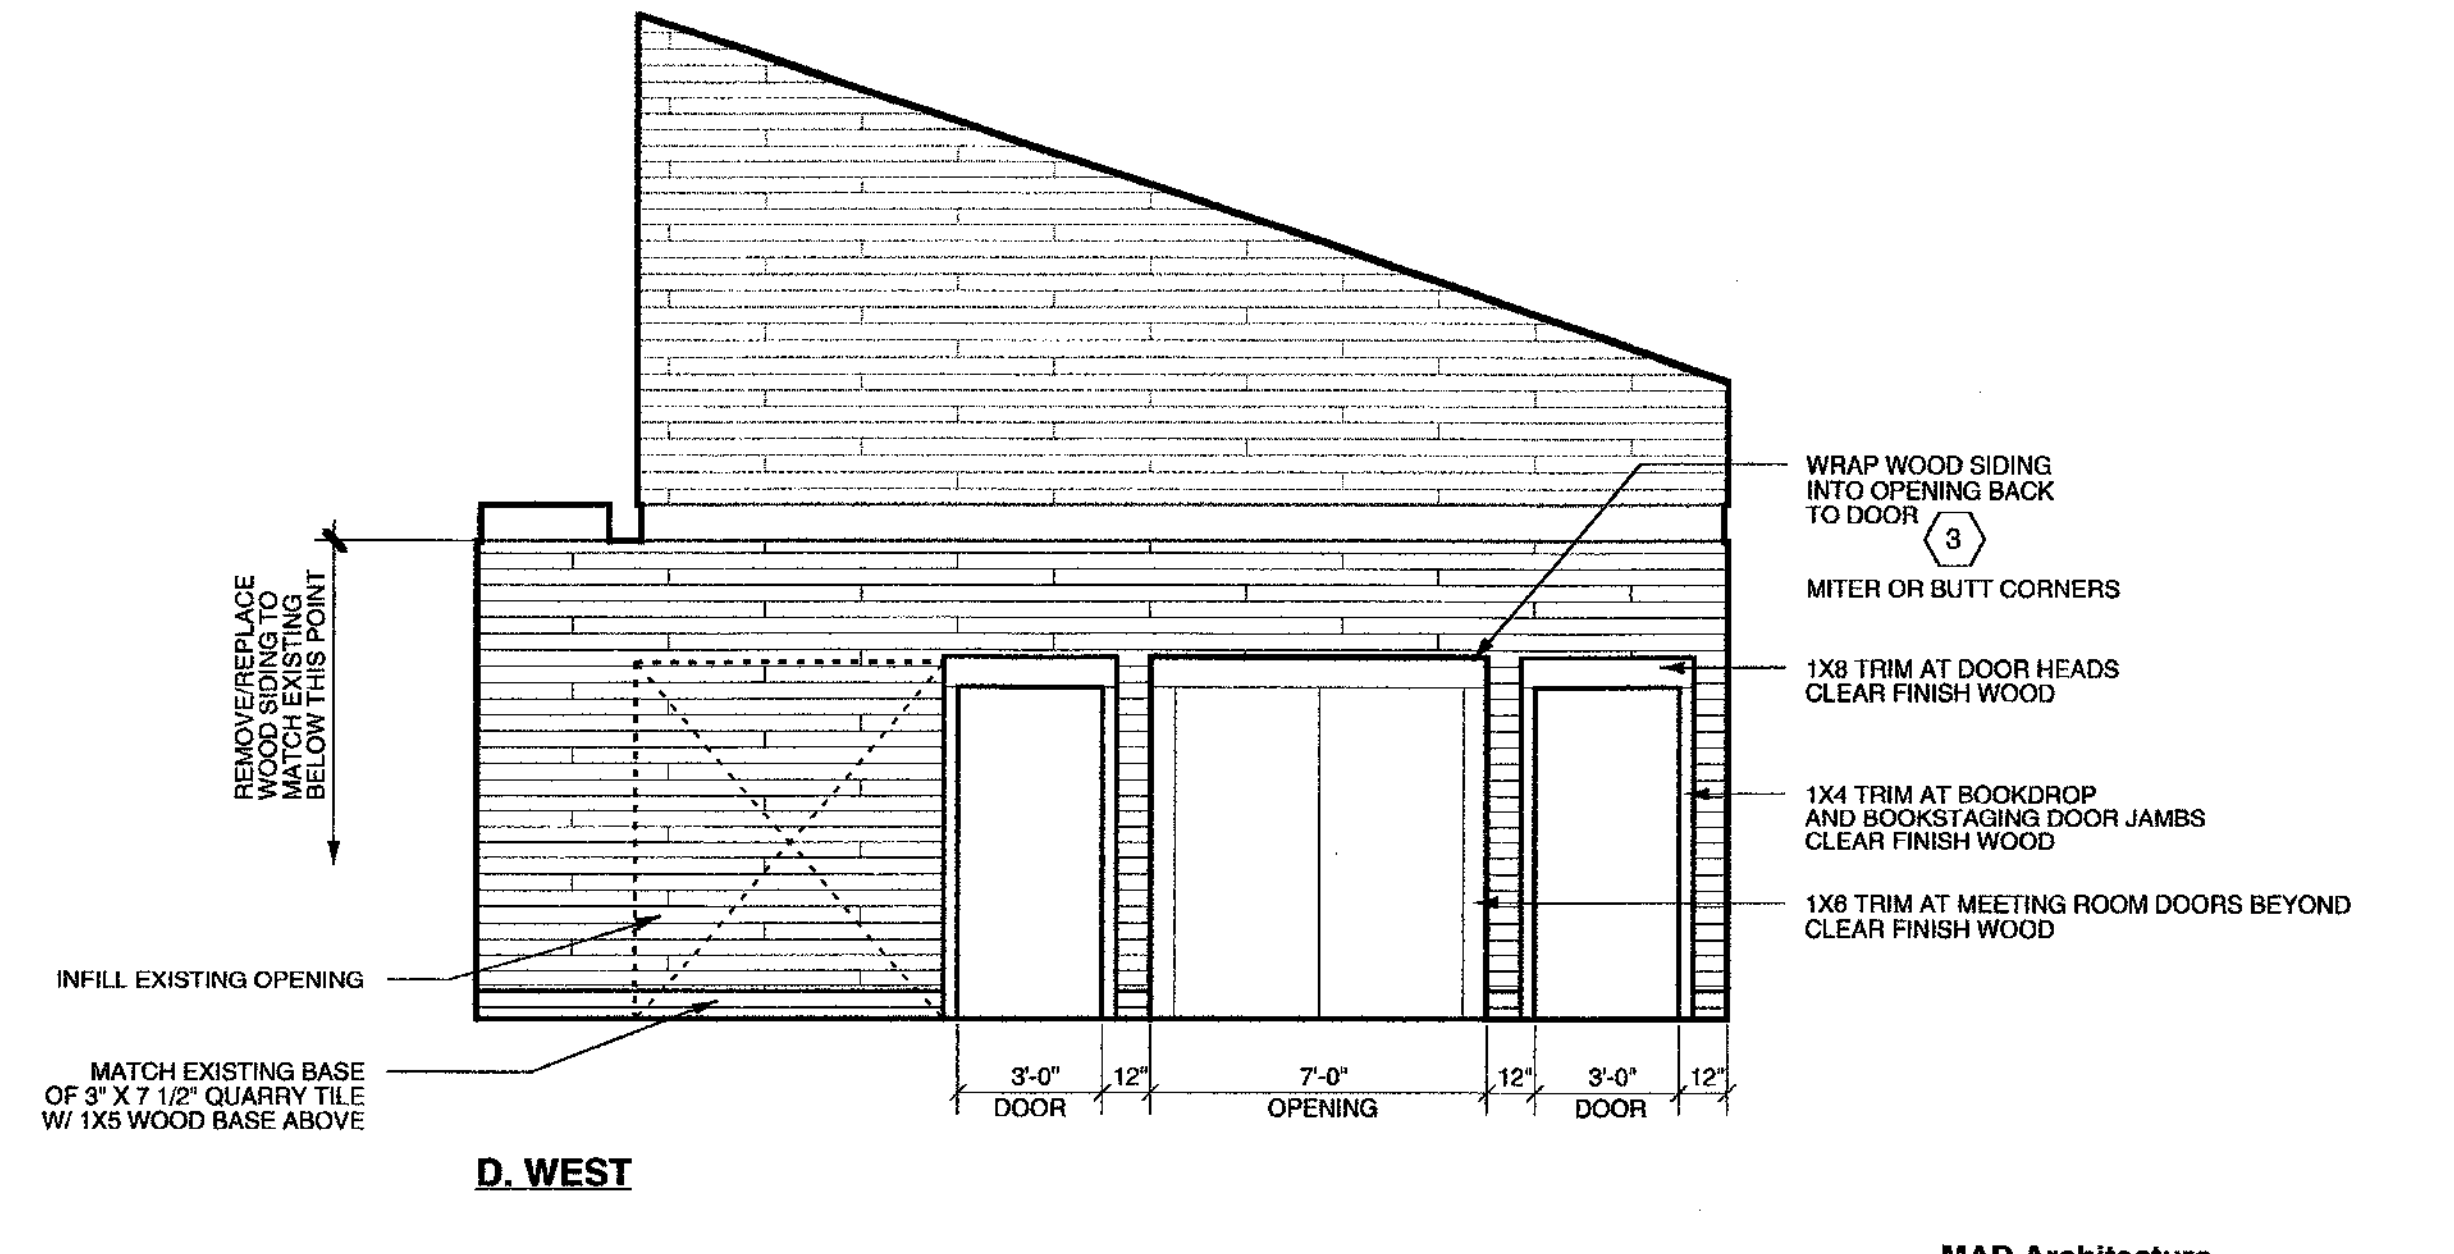 WRAP WOOD SIDING
INTO OPENING BACK
TO DOOR
3
MITER OR BUTT CORNERS
REMOVE/REPLACE
WOOD SIDING TO
MATCH EXISTING
BELOW THIS POINT
1X8 TRIM AT DOOR HEADS
CLEAR FINISH WOOD
1X4 TRIM AT BOOKDROP
AND BOOKSTAGING DOOR JAMBS
CLEAR FINISH WOOD
1X6 TRIM AT MEETING ROOM DOORS BEYOND
CLEAR FINISH WOOD
INFILL EXISTING OPENING
MATCH EXISTING BASE
OF 3" X 7 1/2" QUARRY TILE
W/ 1X5 WOOD BASE ABOVE
3'-0" 12" 7'-0" 12" 3'-0" 12"
DOOR OPENING DOOR
D. WEST
MAD Architecture